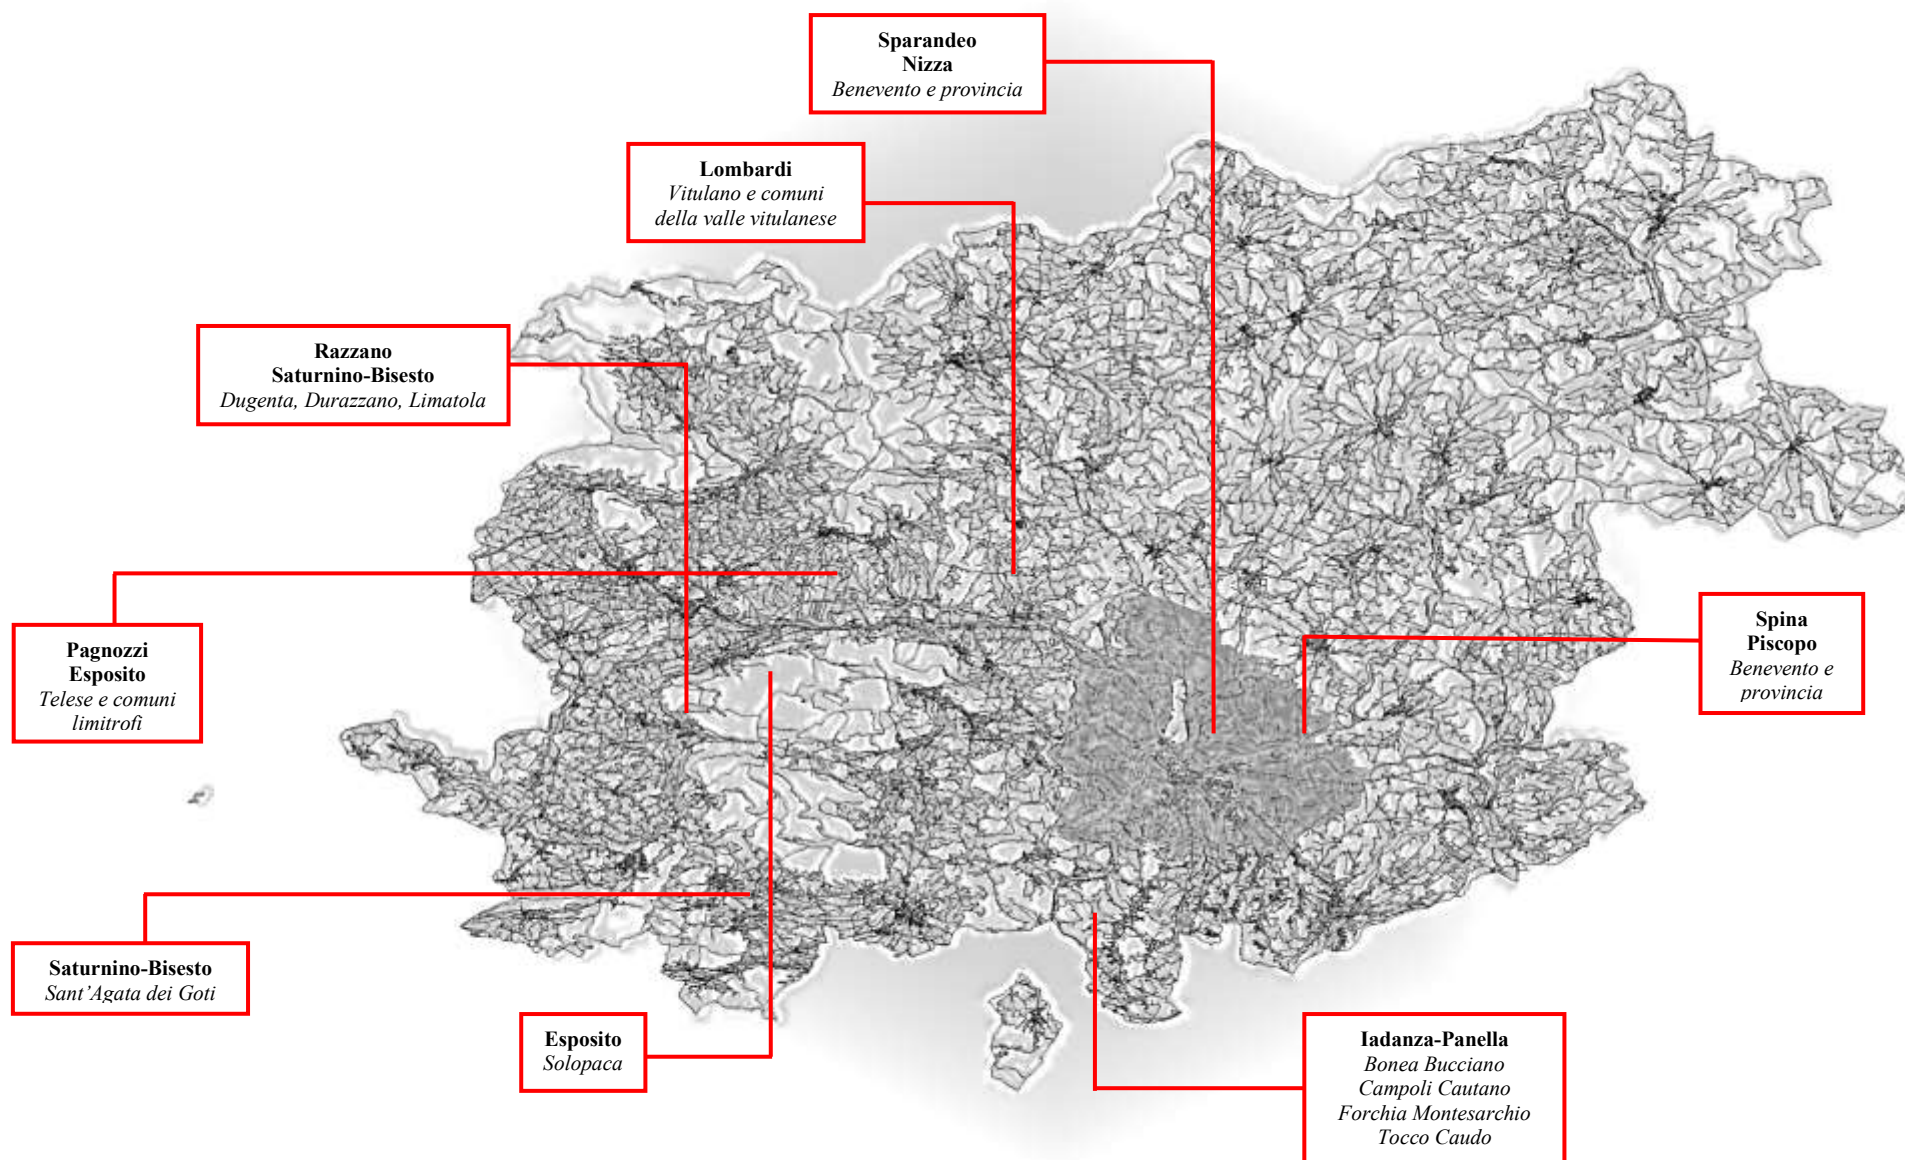 Sparandeo
Nizza
Benevento e provincia
Lombardi
Vitulano e comuni
della valle vitulanese
Razzano
Saturnino-Bisesto
Dugenta, Durazzano, Limatola
Pagnozzi
Esposito
Telese e comuni
limitrofi
Spina
Piscopo
Benevento e
provincia
Saturnino-Bisesto
Sant’Agata dei Goti
Esposito
Solopaca
Iadanza-Panella
Bonea Bucciano
Campoli Cautano
Forchia Montesarchio
Tocco Caudo